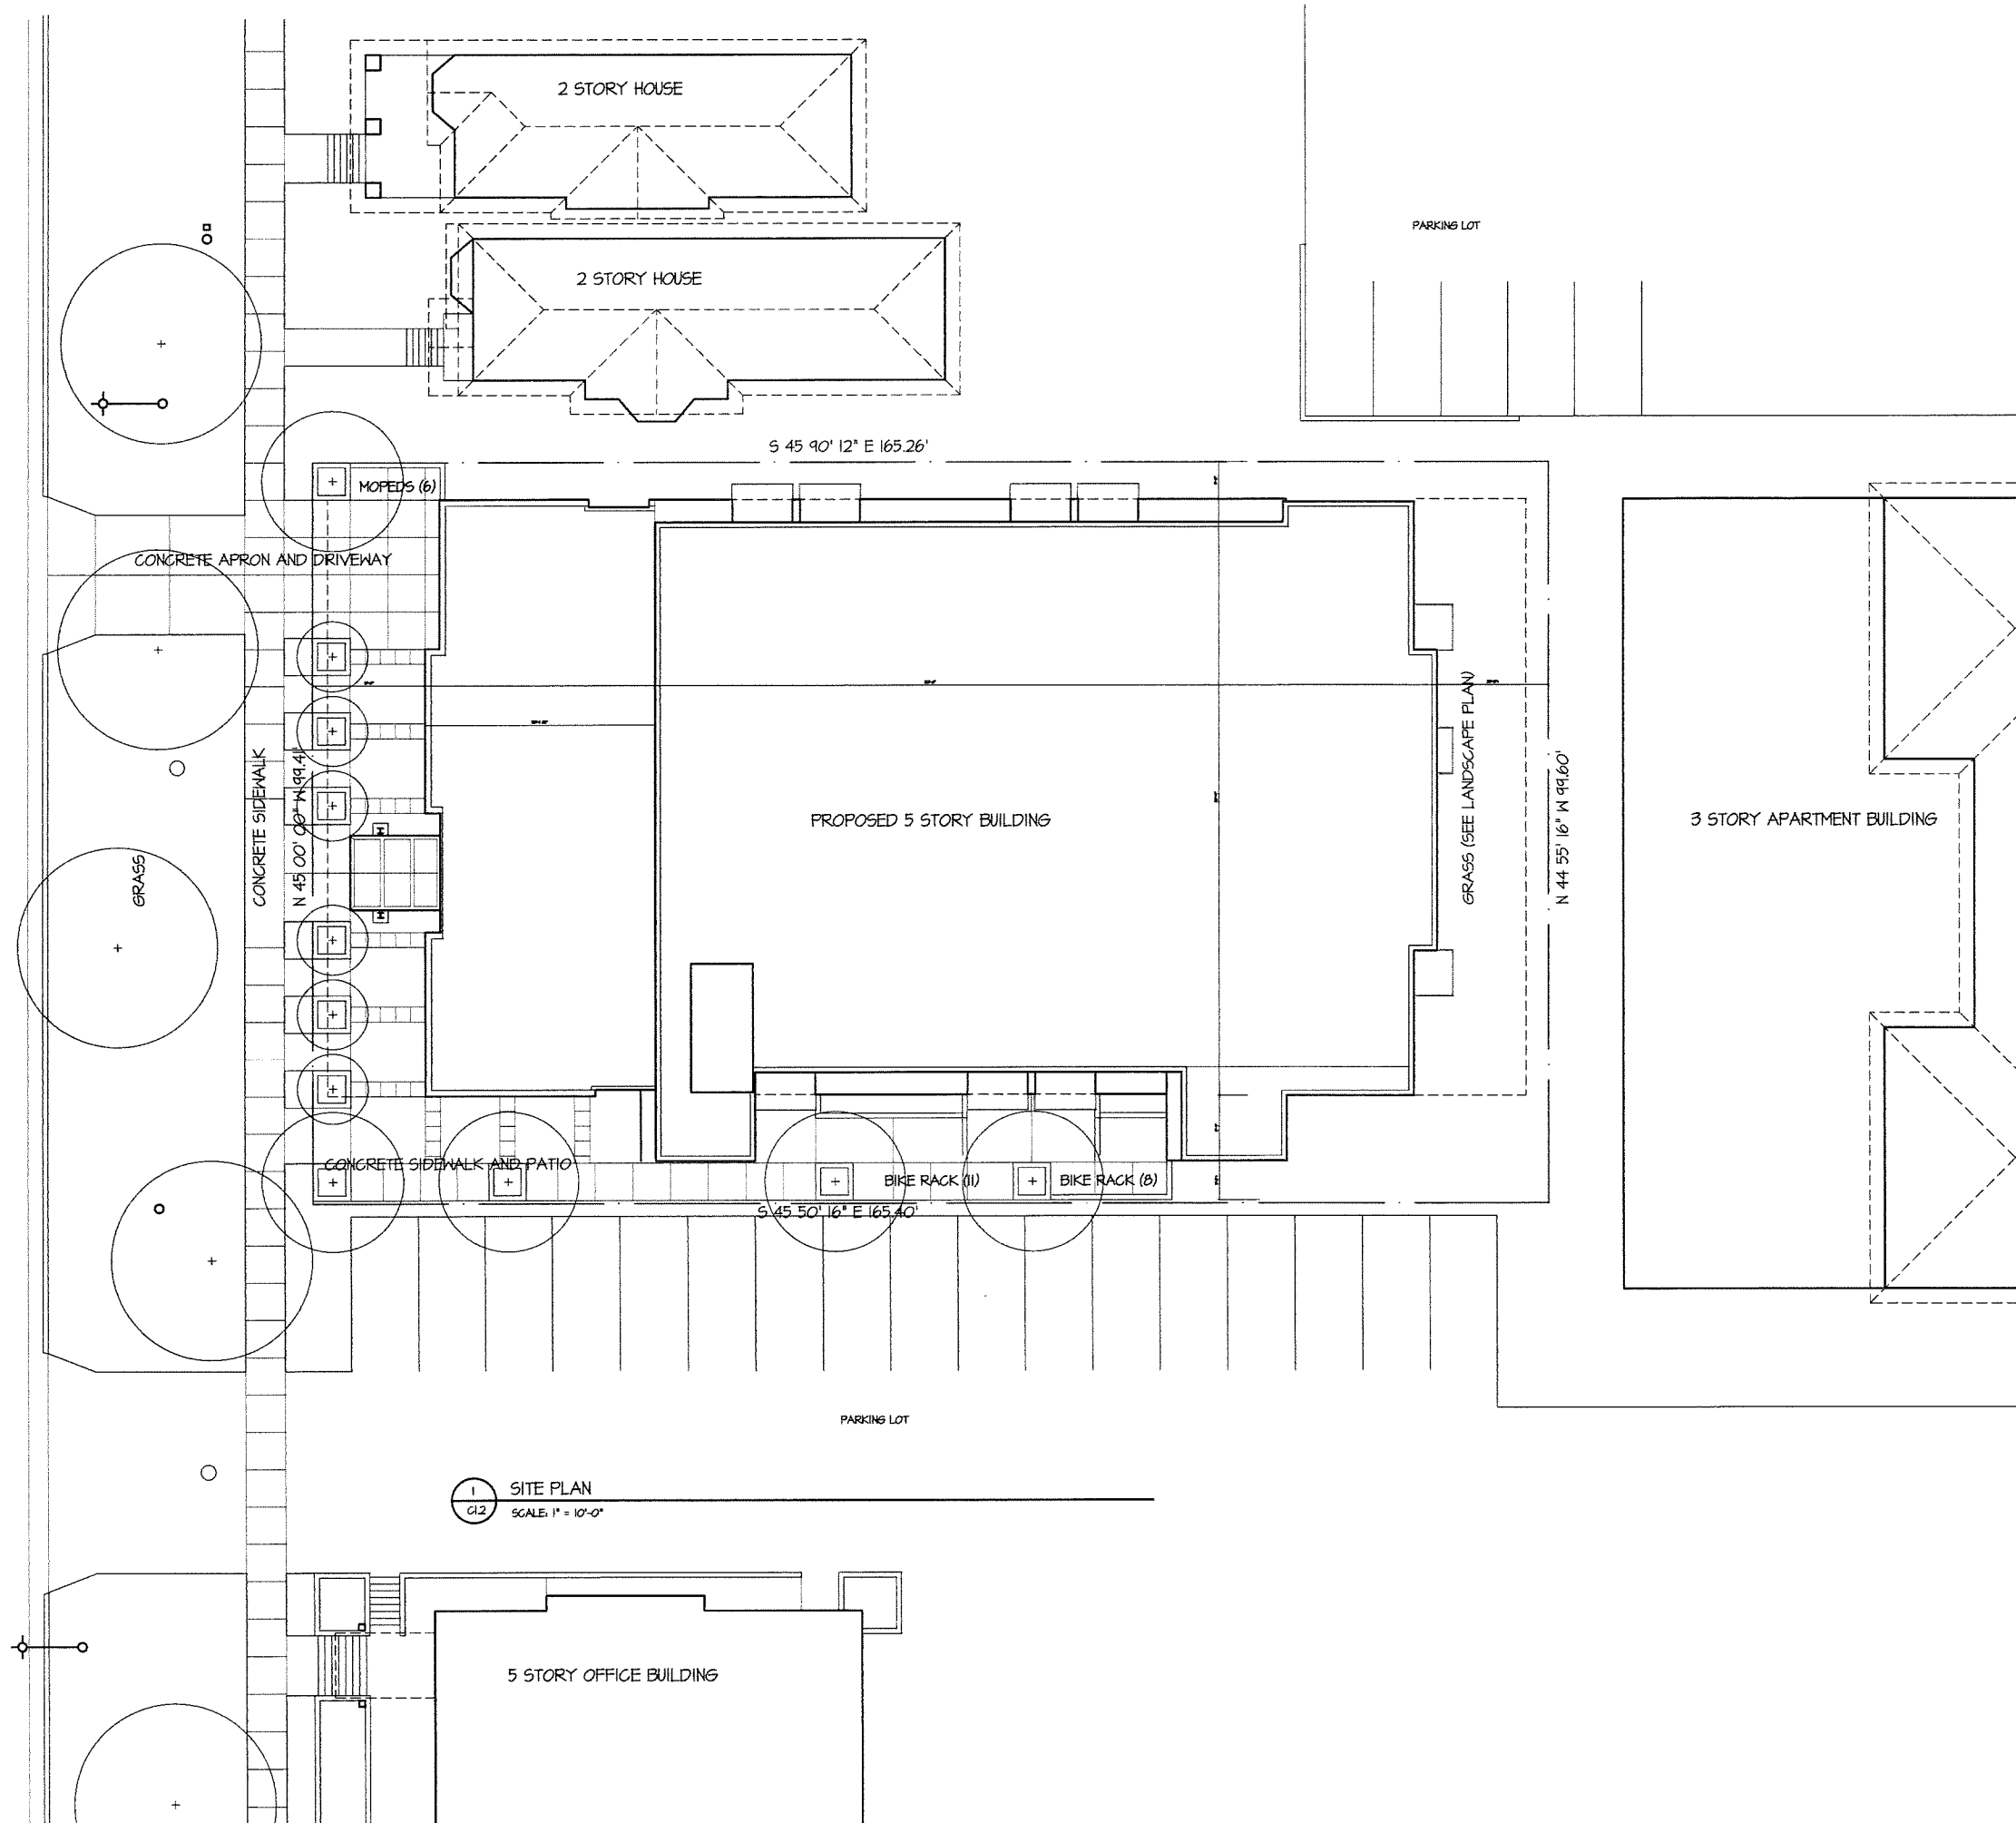 2 STORY HOUSE
PARKING LOT
2 STORY HOUSE
S 45 90' 12" E 165.26'
MOPEDS (6)
CONCRETE APRON AND DRIVEWAY
CONCRETE SIDEWALK
N 45 00' 00" W 99.41'
GRASS
PROPOSED 5 STORY BUILDING
GRASS (SEE LANDSCAPE PLAN)
N 44 55' 16" W 99.60'
3 STORY APARTMENT BUILDING
CONCRETE SIDEWALK AND PATIO
BIKE RACK (11)
BIKE RACK (8)
S 45 50' 16" E 165.40'
PARKING LOT
1
C1.2
SITE PLAN
SCALE: 1" = 10'-0"
5 STORY OFFICE BUILDING